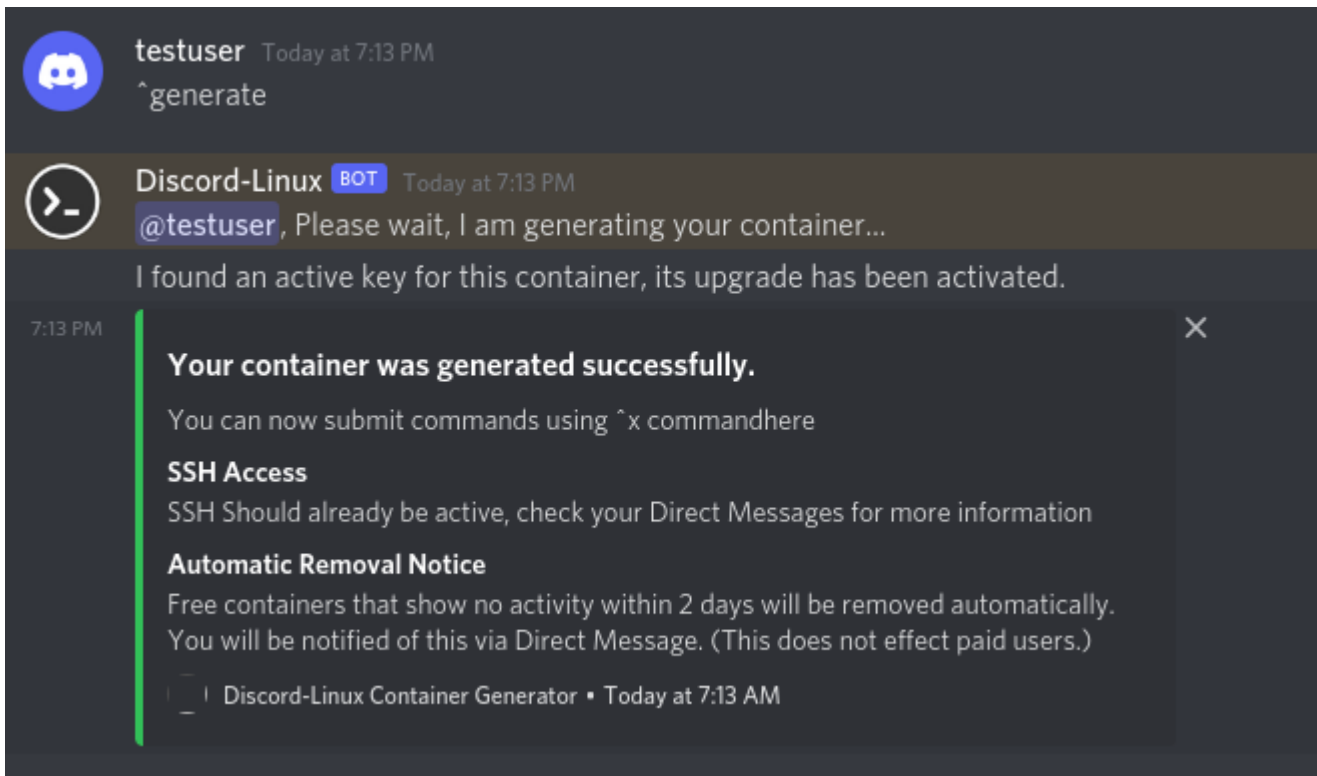 testuser Today at 7:13 PM
^generate
Discord-Linux BOT Today at 7:13 PM
@testuser, Please wait, I am generating your container...
I found an active key for this container, its upgrade has been activated.
7:13 PM
Your container was generated successfully.
You can now submit commands using ^x commandhere
SSH Access
SSH Should already be active, check your Direct Messages for more information
Automatic Removal Notice
Free containers that show no activity within 2 days will be removed automatically.
You will be notified of this via Direct Message. (This does not effect paid users.)
Discord-Linux Container Generator • Today at 7:13 AM